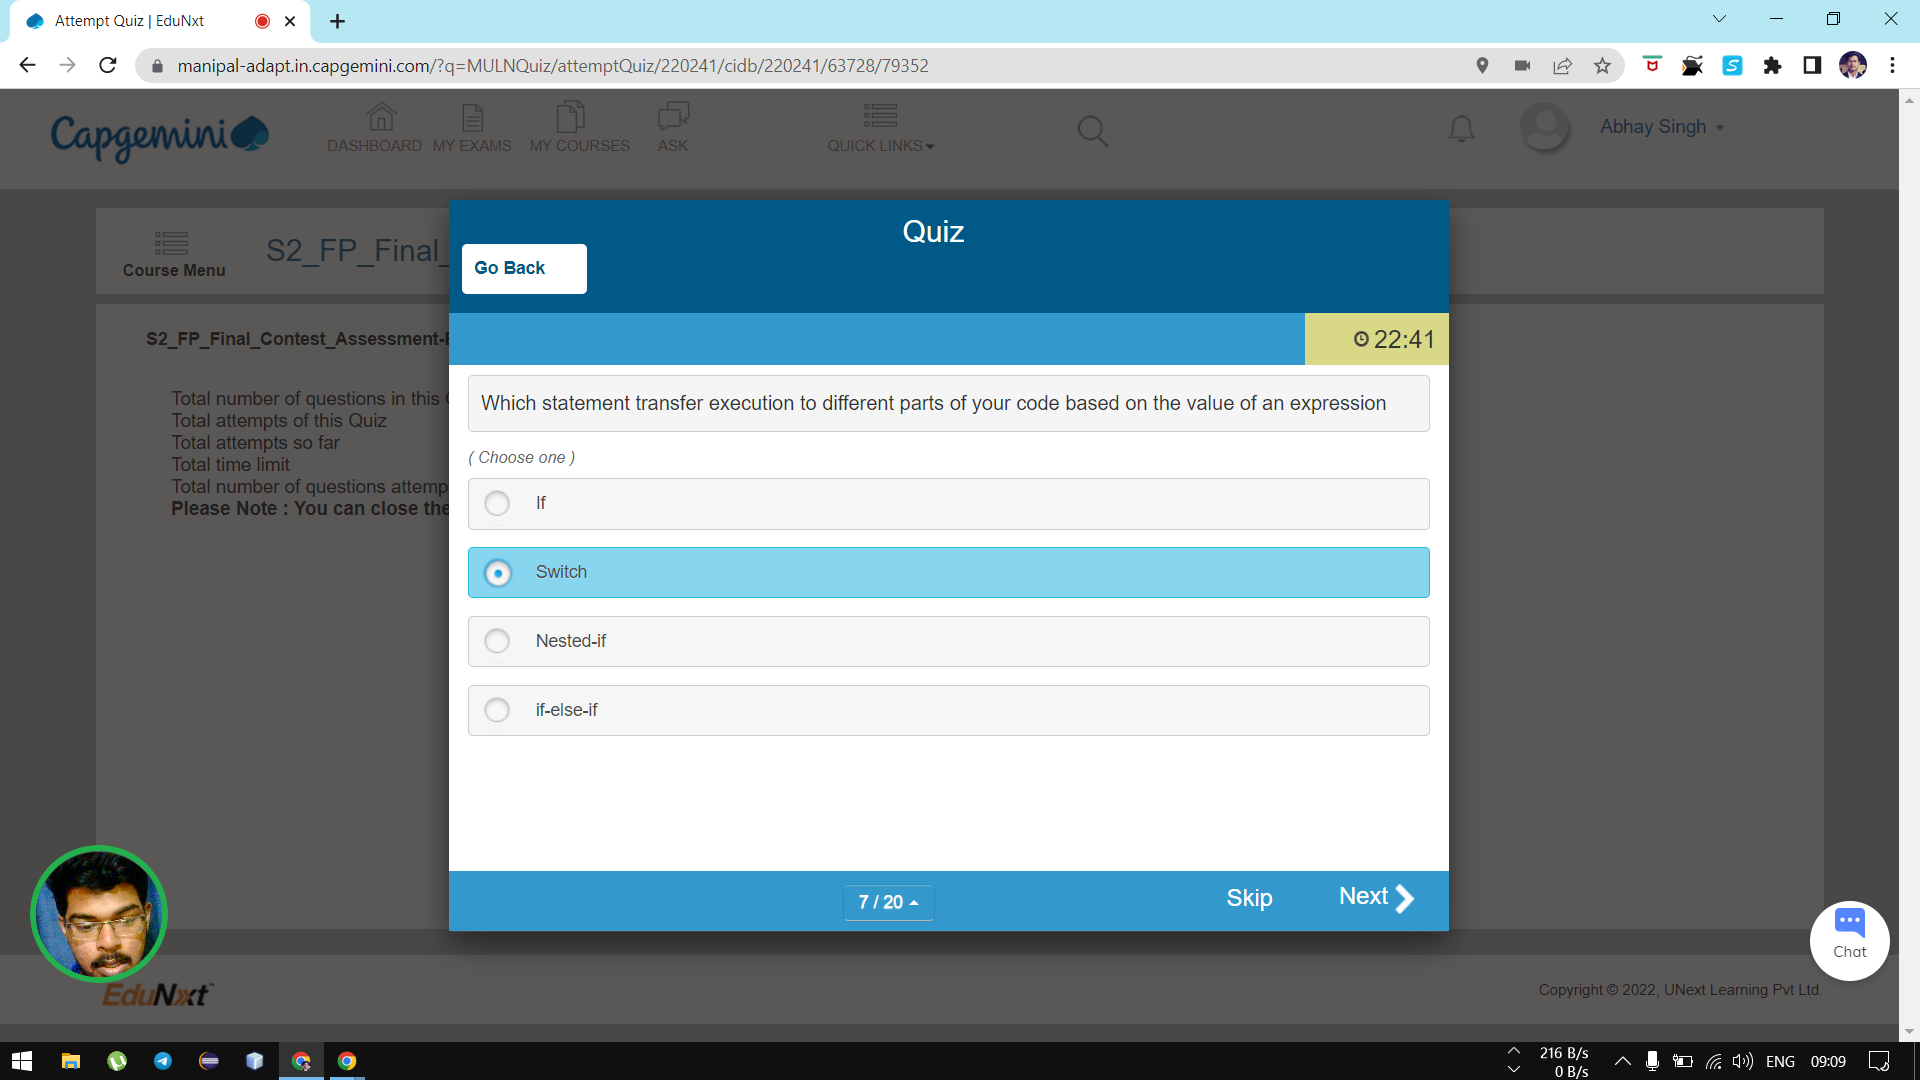 Attempt Quiz | EduNxt
manipal-adapt.in.capgemini.com/?q=MULNQuiz/attemptQuiz/220241/cidb/220241/63728/79352
Capgemini
DASHBOARD MY EXAMS MY COURSES ASK QUICK LINKS
Abhay Singh
Course Menu
S2_FP_Final_
Quiz
Go Back
22:41
S2_FP_Final_Contest_Assessment-
Total number of questions in this
Total attempts of this Quiz
Total attempts so far
Total time limit
Total number of questions attemp
Please Note : You can close the
Which statement transfer execution to different parts of your code based on the value of an expression
( Choose one )
If
Switch
Nested-if
if-else-if
7 / 20
Skip
Next
Chat
EduNxt™
Copyright © 2022, UNext Learning Pvt Ltd.
216 B/s
0 B/s
ENG
09:09